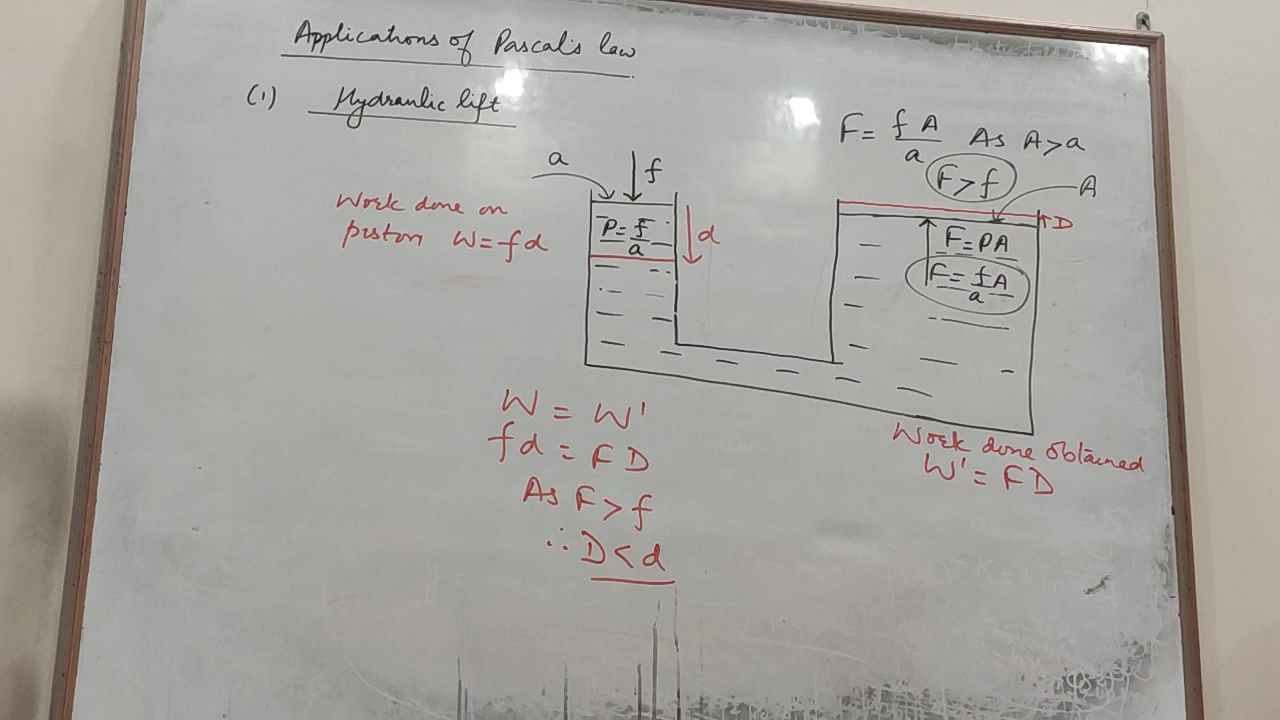 Applications of Pascal's law
(1) Hydraulic lift
F = fA/a As A>a
F>f
a
f
A
Work done on
piston W=fd
P=f/a
d
D
F=PA
F=fA/a
W = W'
fd = FD
As F>f
∴ D<d
Work done obtained
W' = FD